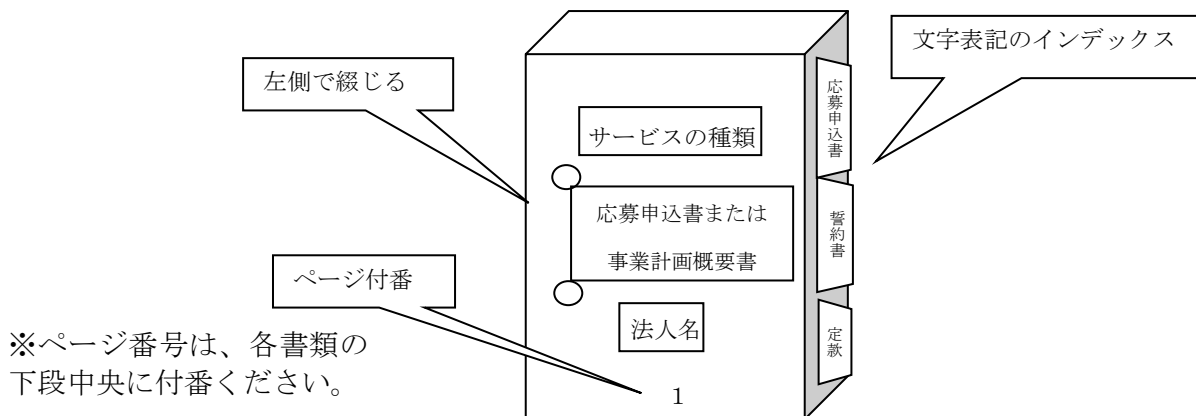 文字表記のインデックス
左側で綴じる
応募申込書
サービスの種類
応募申込書または
事業計画概要書
誓約書
ページ付番
法人名
定款
※ページ番号は、各書類の
下段中央に付番ください。
1